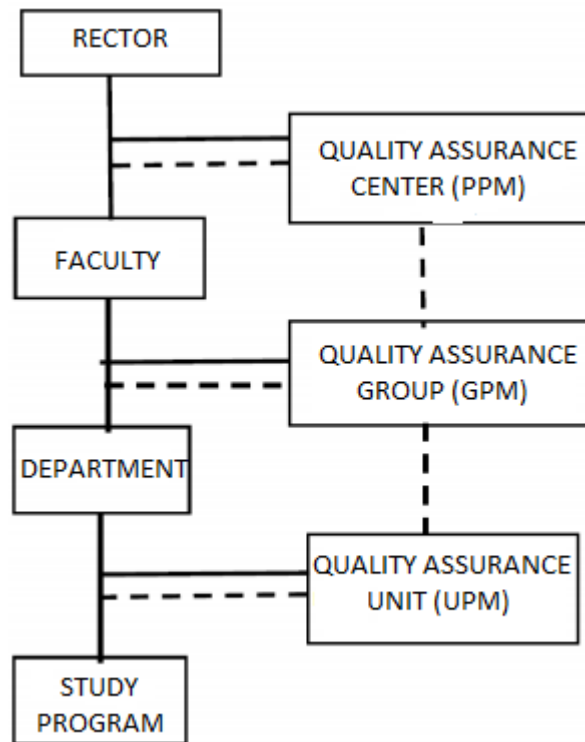 RECTOR
QUALITY ASSURANCE
CENTER (PPM)
FACULTY
QUALITY ASSURANCE
GROUP (GPM)
DEPARTMENT
QUALITY ASSURANCE
UNIT (UPM)
STUDY
PROGRAM